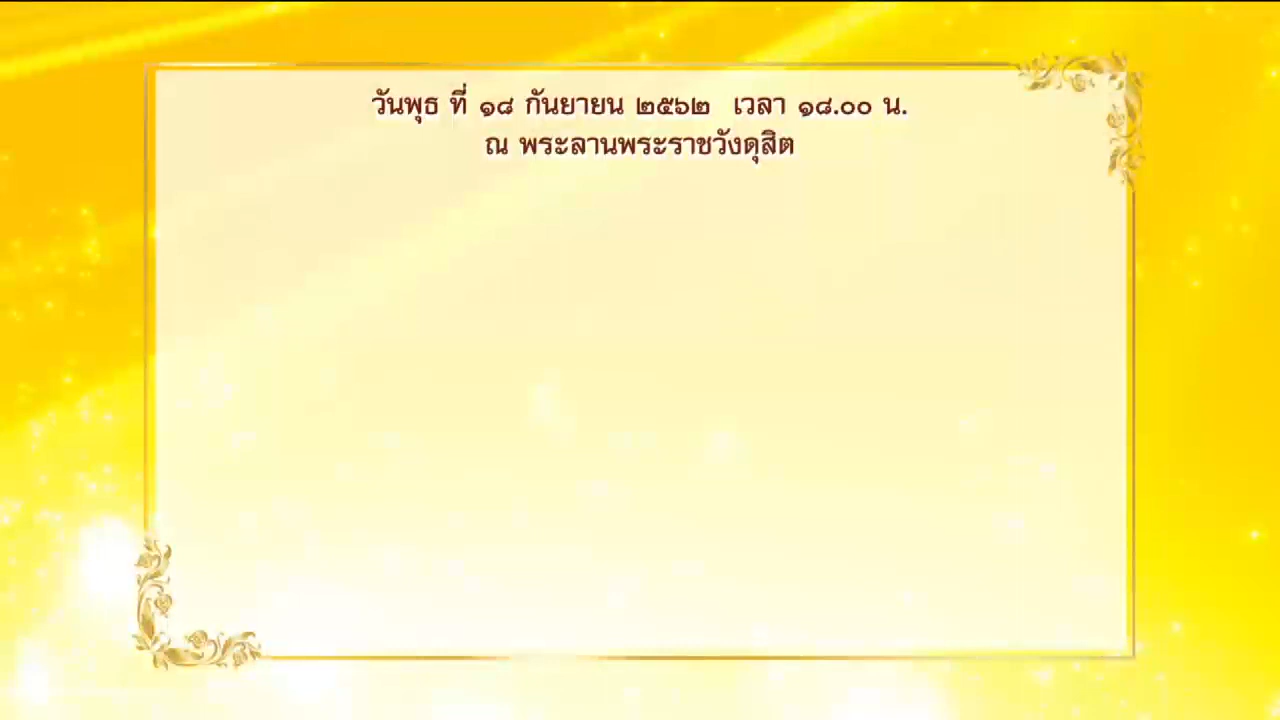 วันพุธ ที่ ๑๘ กันยายน ๒๕๖๒ เวลา ๑๘.๐๐ น.
ณ พระลานพระราชวังดุสิต